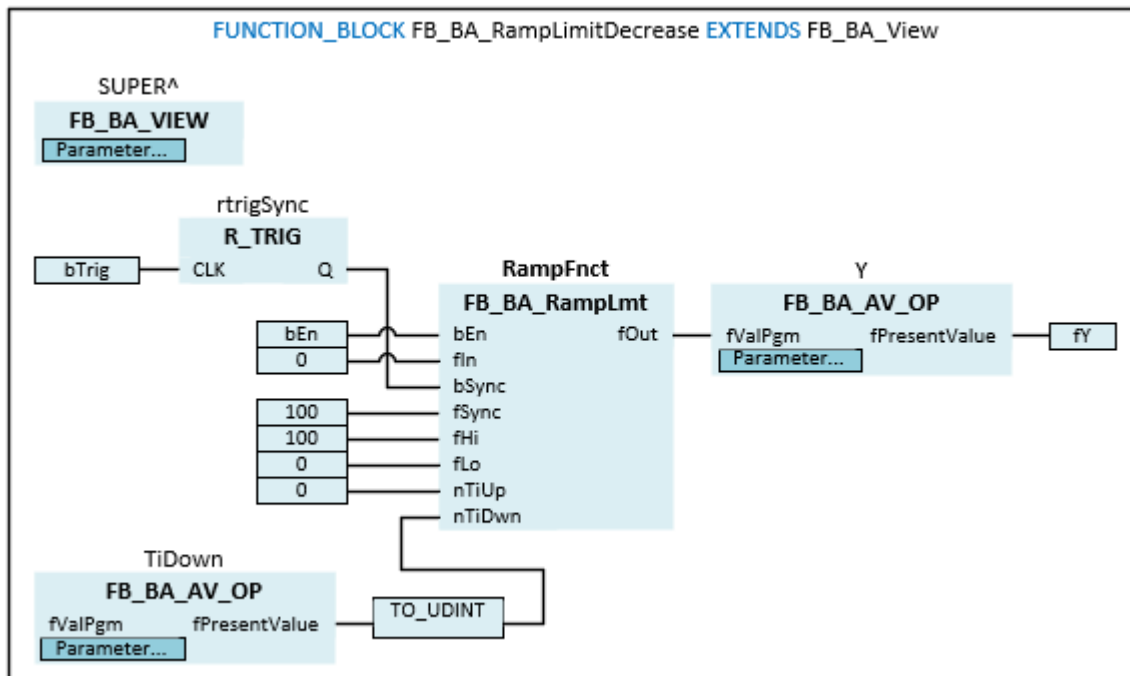 FUNCTION_BLOCK FB_BA_RampLimitDecrease EXTENDS FB_BA_View
SUPER^
FB_BA_VIEW
Parameter...
rtrigSync
R_TRIG
bTrig CLK Q
RampFnct
FB_BA_RampLmt
Y
FB_BA_AV_OP
bEn bEn fOut fValPgm fPresentValue fY
0 fIn Parameter...
bSync
100 fSync
100 fHi
0 fLo
0 nTiUp
nTiDwn
TiDown
FB_BA_AV_OP
fValPgm fPresentValue TO_UDINT
Parameter...